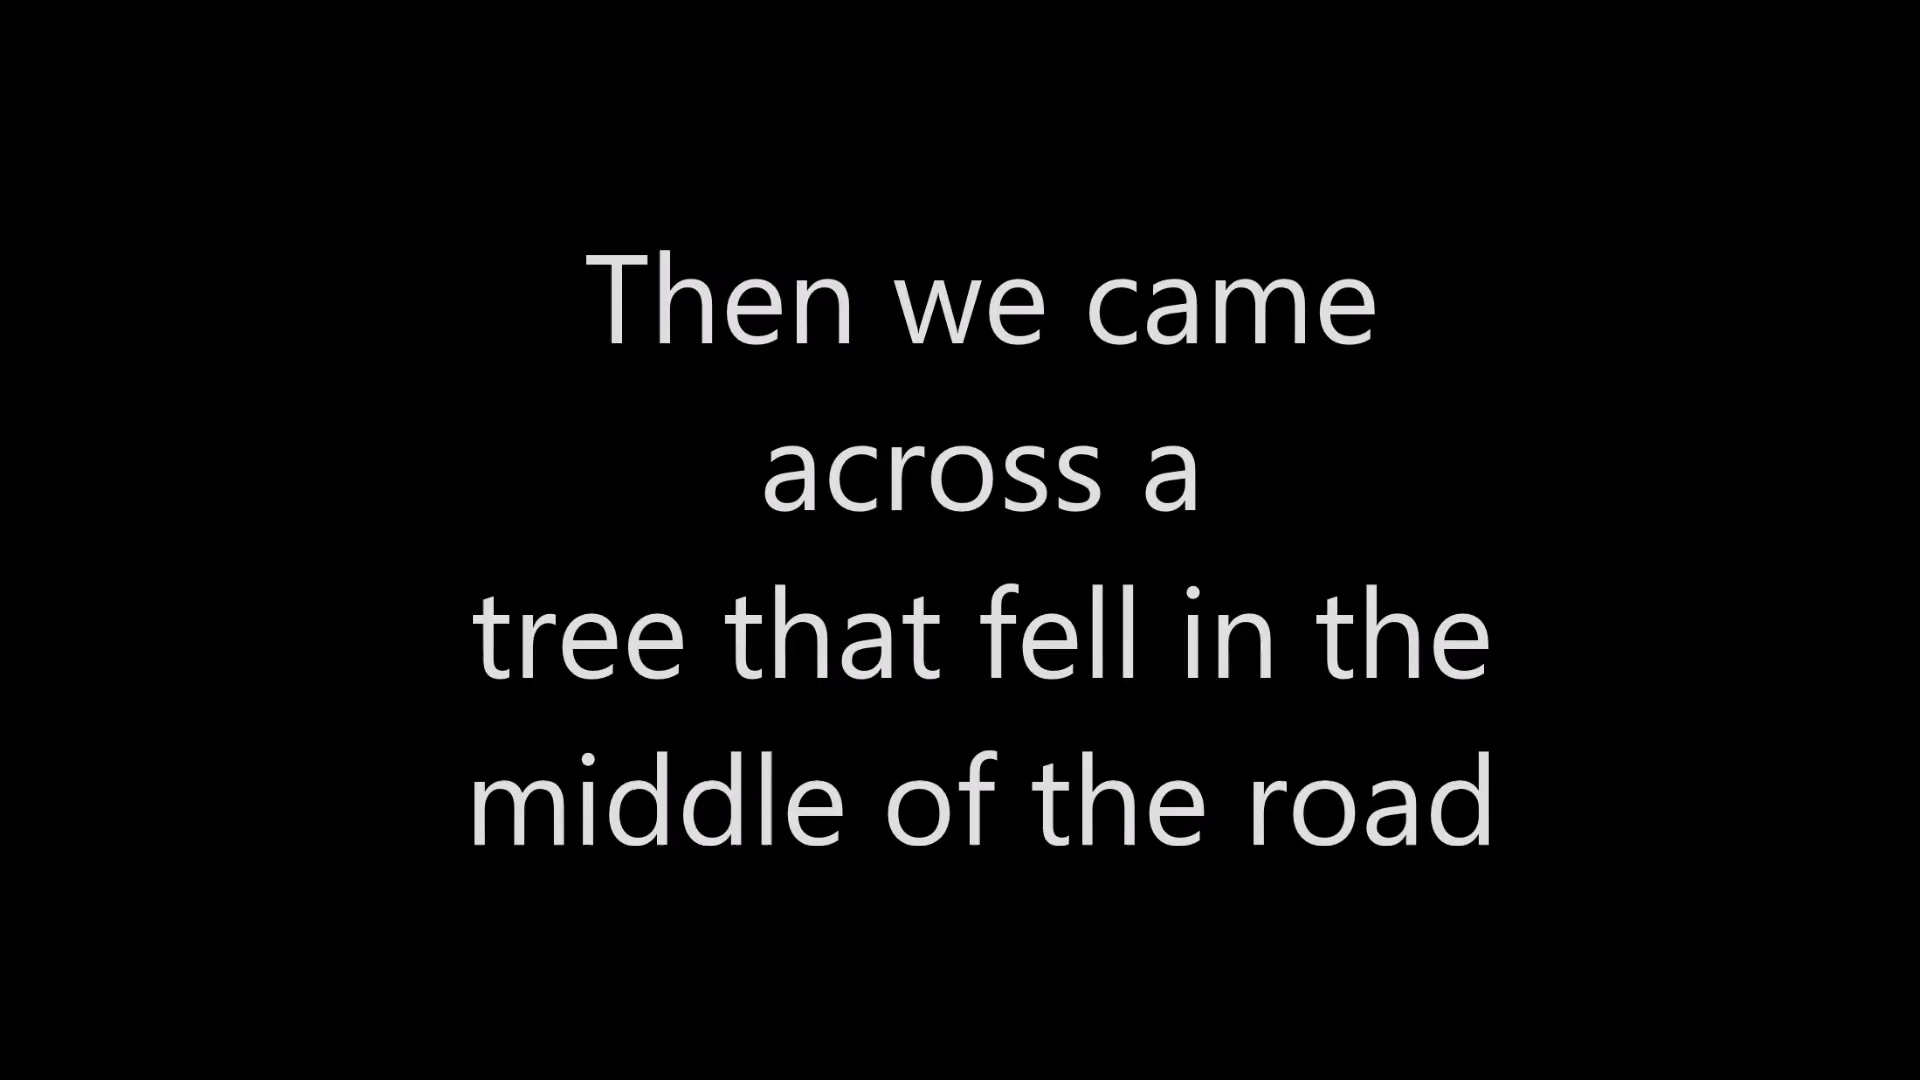 Then we came
across a
tree that fell in the
middle of the road